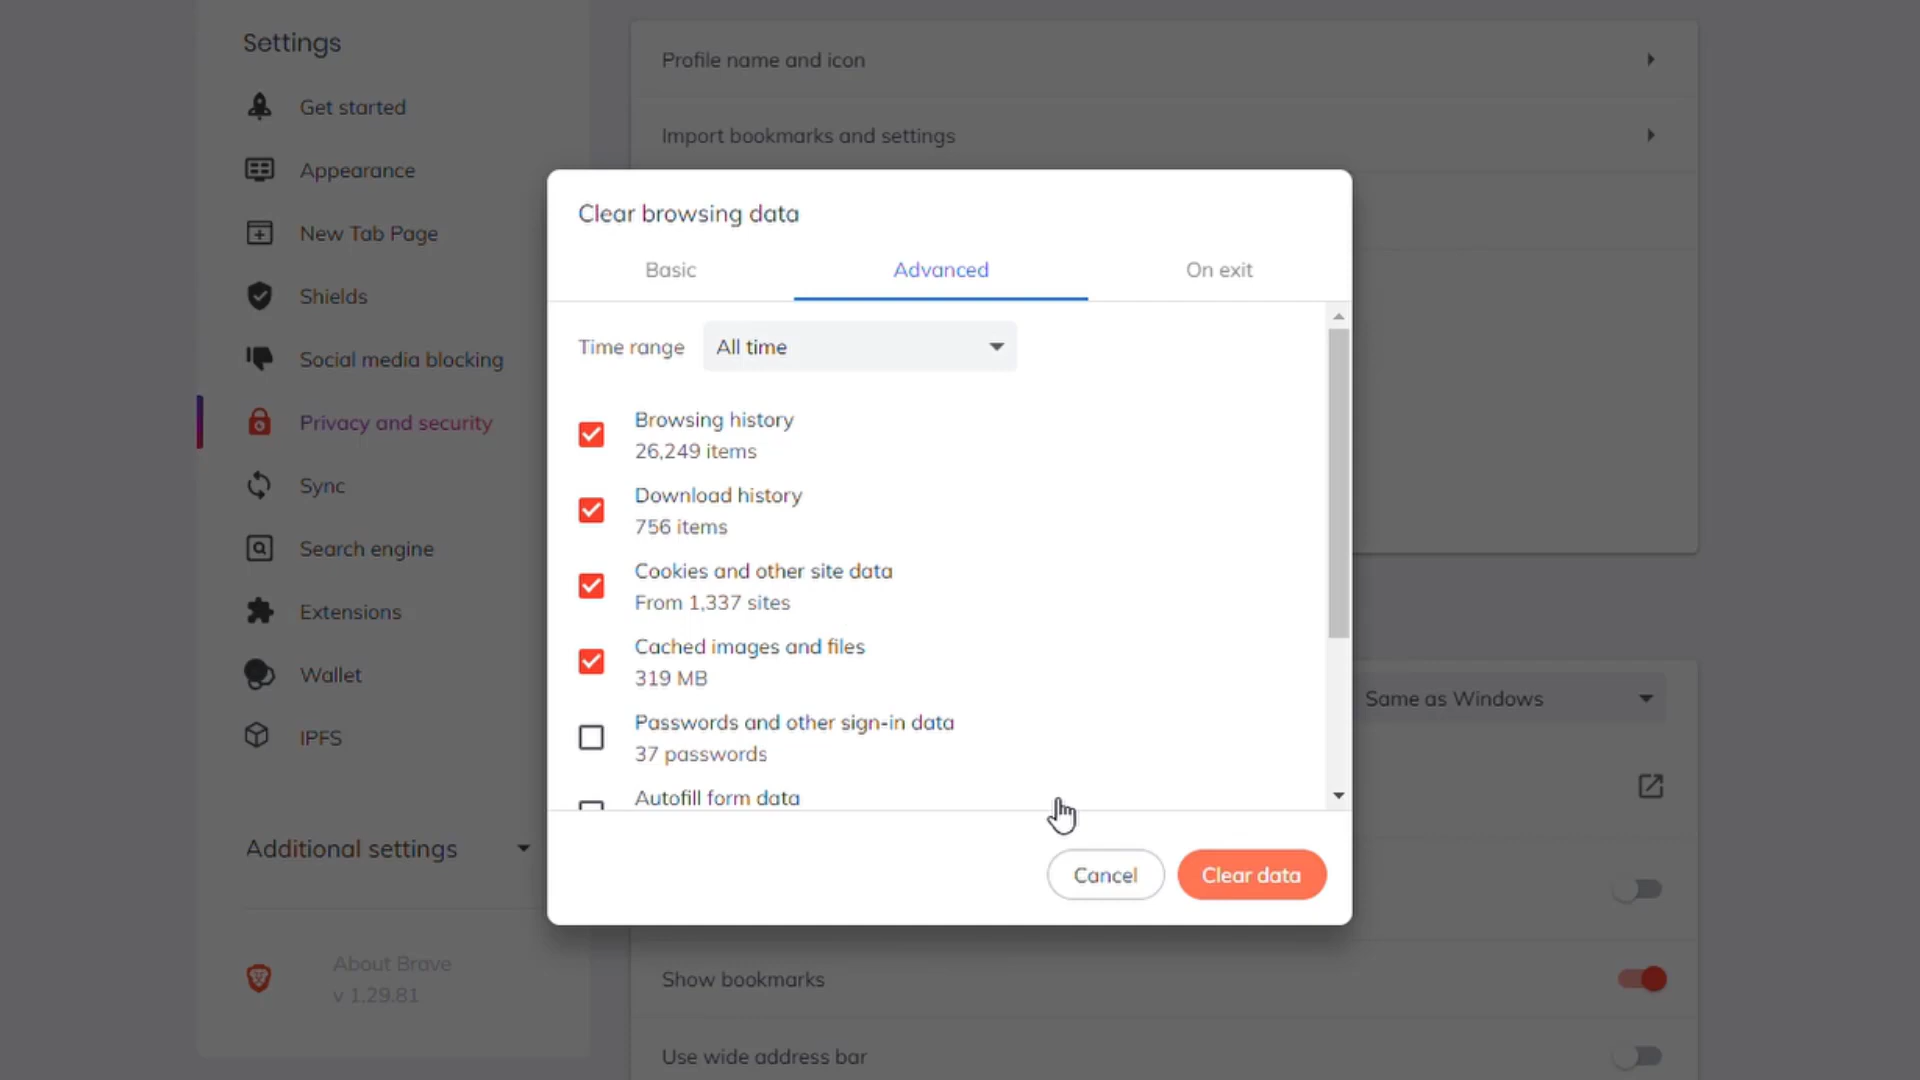 Settings
Get started
Appearance
New Tab Page
Shields
Social media blocking
Privacy and security
Sync
Search engine
Extensions
Wallet
IPFS
Additional settings
About Brave
v 1.29.81
Profile name and icon
Import bookmarks and settings
Clear browsing data
Basic
Advanced
On exit
Time range
All time
Browsing history
26,249 items
Download history
756 items
Cookies and other site data
From 1,337 sites
Cached images and files
319 MB
Passwords and other sign-in data
37 passwords
Autofill form data
Cancel
Clear data
Same as Windows
Show bookmarks
Use wide address bar